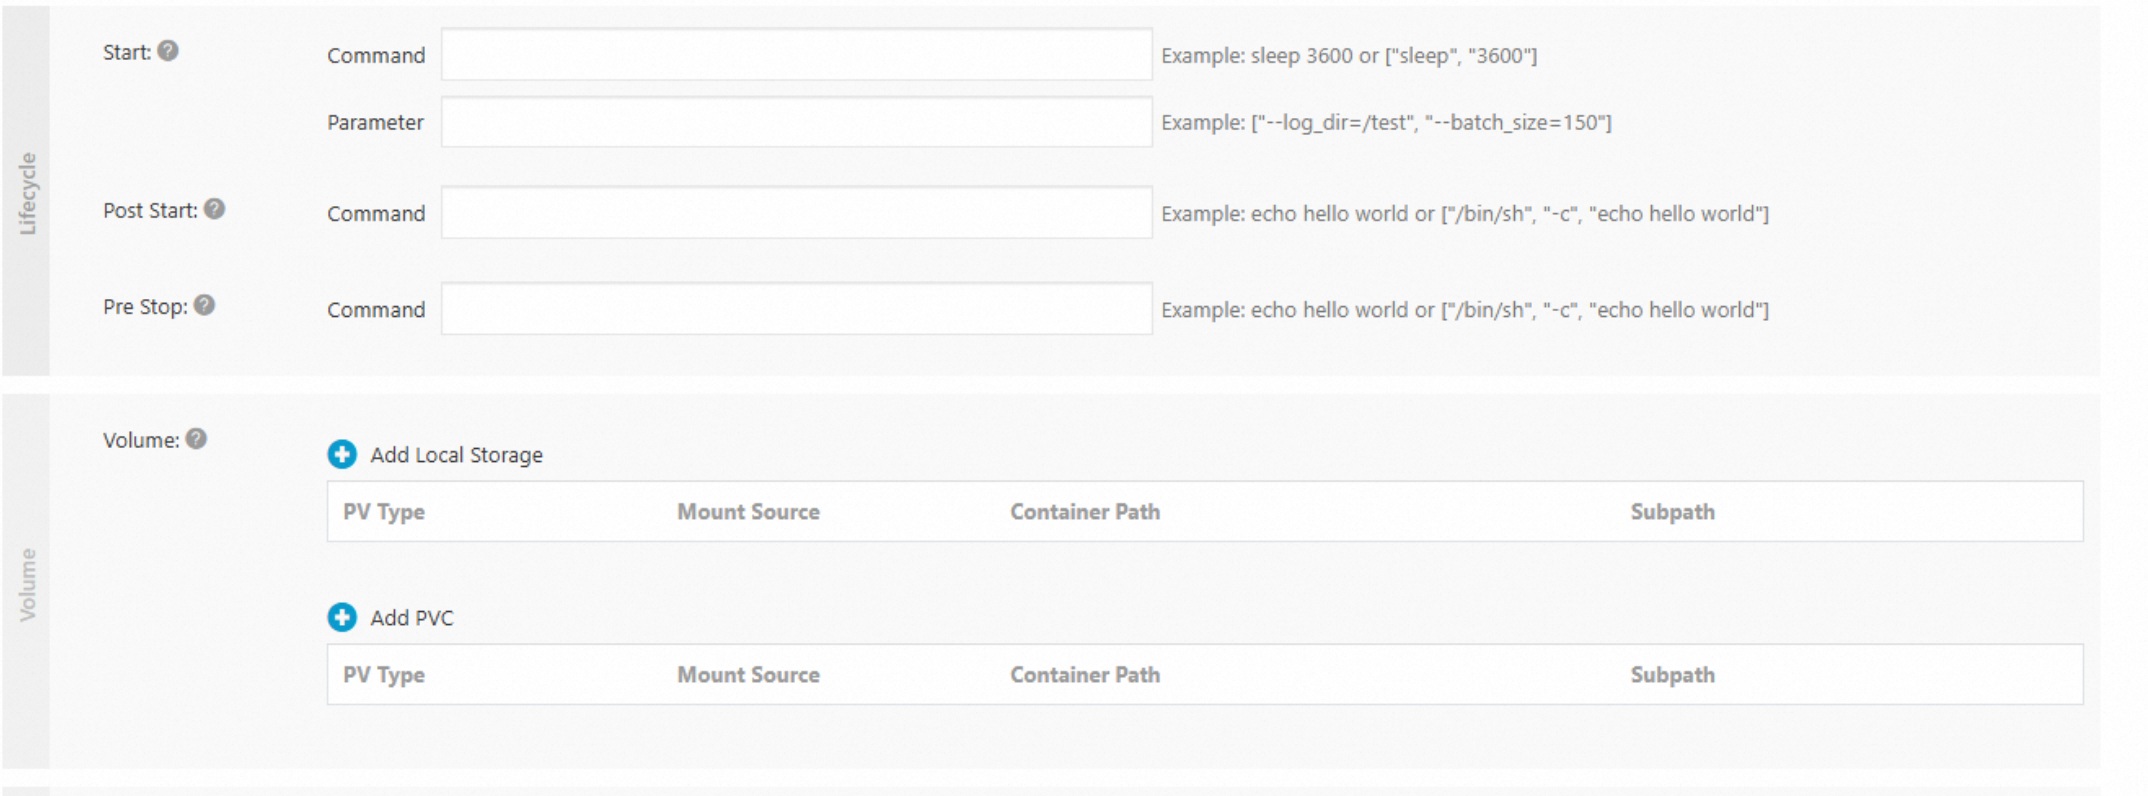 Lifecycle
Start: ?
Command
Example: sleep 3600 or ["sleep", "3600"]
Parameter
Example: ["--log_dir=/test", "--batch_size=150"]
Post Start: ?
Command
Example: echo hello world or ["/bin/sh", "-c", "echo hello world"]
Pre Stop: ?
Command
Example: echo hello world or ["/bin/sh", "-c", "echo hello world"]
Volume
Volume: ?
Add Local Storage
PV Type Mount Source Container Path Subpath
Add PVC
PV Type Mount Source Container Path Subpath